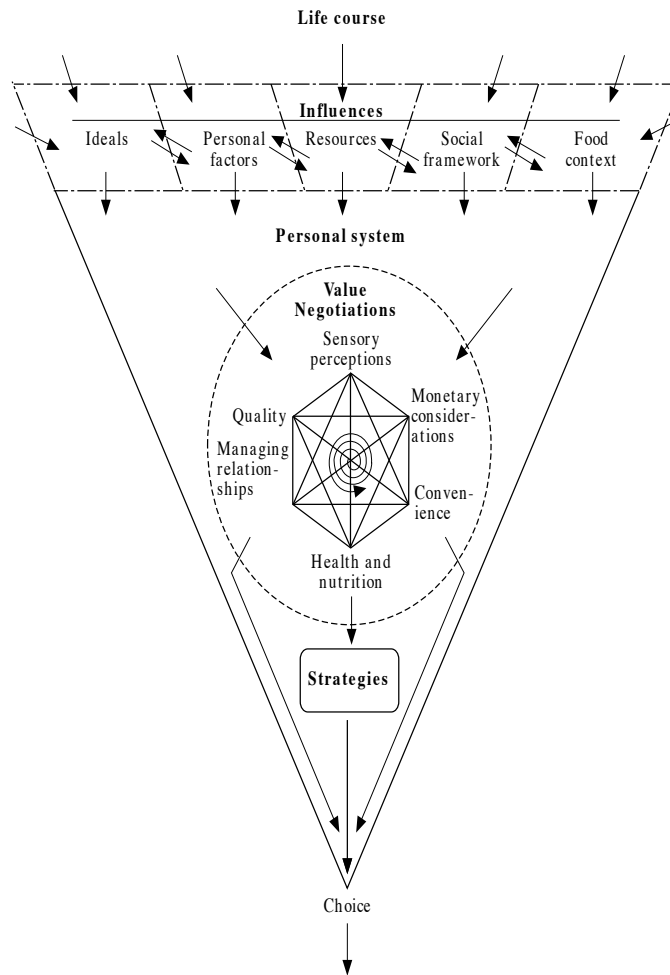 Life course
Influences
Ideals
Personal
factors
Resources
Social
framework
Food
context
Personal system
Value
Negotiations
Sensory
perceptions
Quality
Monetary
consider-
ations
Managing
relation-
ships
Conven-
ience
Health and
nutrition
Strategies
Choice